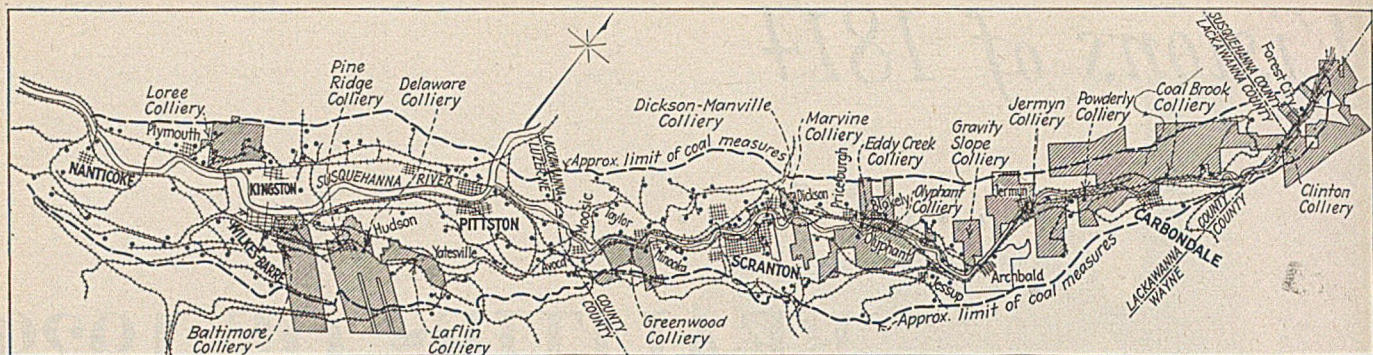 Loree
Colliery
Plymouth
Pine
Ridge
Colliery
Delaware
Colliery
NANTICOKE
KINGSTON
SUSQUEHANNA RIVER
WILKES-BARRE
Hudson
Yatesville
PITTSTON
Baltimore
Colliery
Laflin
Colliery
LACKAWANNA
LUZERNE
COUNTY
COUNTY
Approx. limit of coal measures
Avoca
Moosic
Taylor
Minooka
Greenwood
Colliery
SCRANTON
Dickson-Manville
Colliery
Marvine
Colliery
Dickson
Priceburgh
Eddy Creek
Colliery
Blakely
Olyphant
Colliery
Olyphant
Gravity
Slope
Colliery
Jessup
Archbald
Jermyn
Colliery
Jermyn
Powderly
Colliery
Coal Brook
Colliery
CARBONDALE
Approx. limit of coal measures
LACKAWANNA COUNTY
WAYNE COUNTY
SUSQUEHANNA COUNTY
LACKAWANNA COUNTY
Forest City
Clinton
Colliery